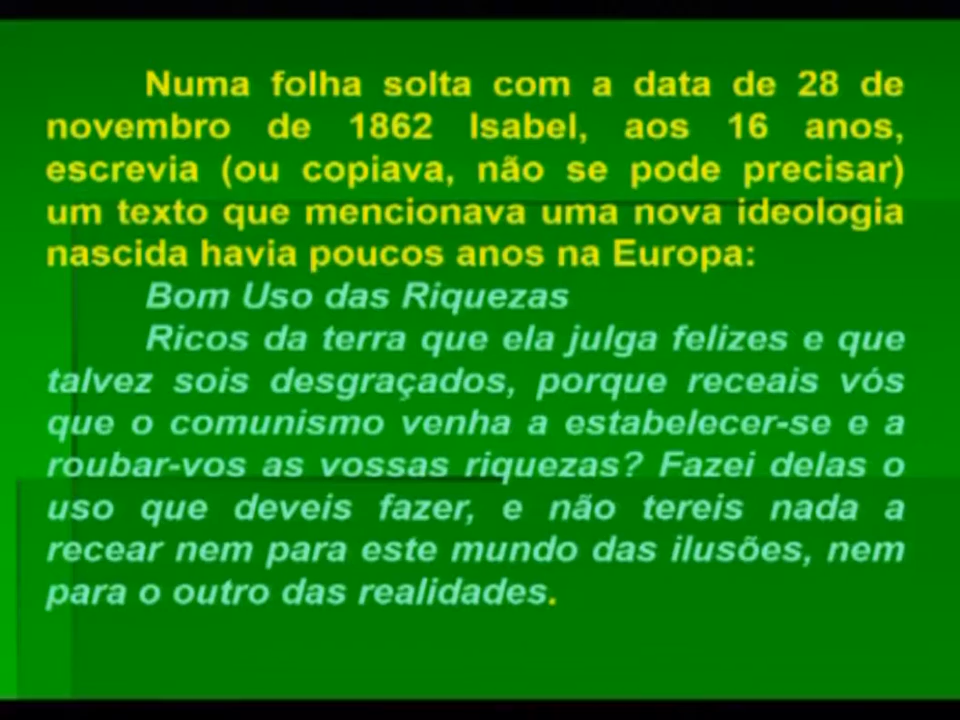 Numa folha solta com a data de 28 de
novembro de 1862 Isabel, aos 16 anos,
escrevia (ou copiava, não se pode precisar)
um texto que mencionava uma nova ideologia
nascida havia poucos anos na Europa:
Bom Uso das Riquezas
Ricos da terra que ela julga felizes e que
talvez sois desgraçados, porque receais vós
que o comunismo venha a estabelecer-se e a
roubar-vos as vossas riquezas? Fazei delas o
uso que deveis fazer, e não tereis nada a
recear nem para este mundo das ilusões, nem
para o outro das realidades.